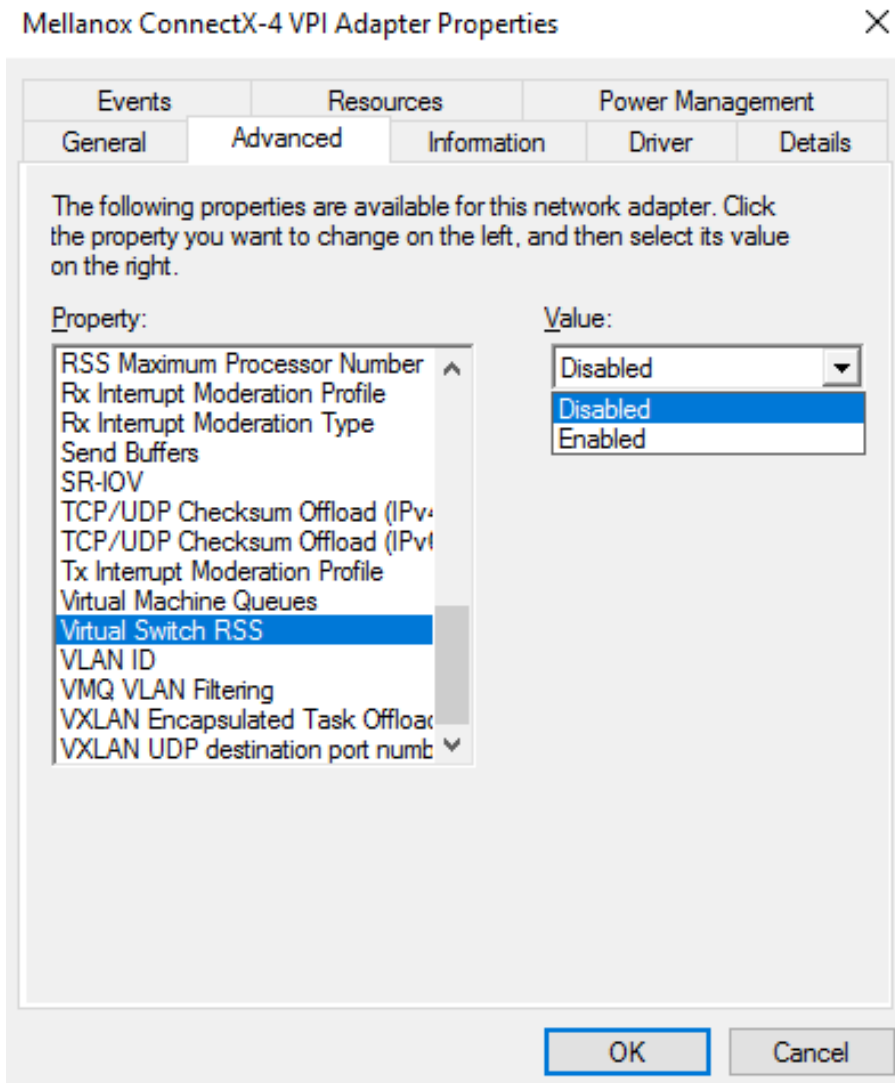 Mellanox ConnectX-4 VPI Adapter Properties
Events Resources Power Management
General Advanced Information Driver Details
The following properties are available for this network adapter. Click
the property you want to change on the left, and then select its value
on the right.
Property:
RSS Maximum Processor Number
Rx Interrupt Moderation Profile
Rx Interrupt Moderation Type
Send Buffers
SR-IOV
TCP/UDP Checksum Offload (IPv4
TCP/UDP Checksum Offload (IPv6
Tx Interrupt Moderation Profile
Virtual Machine Queues
Virtual Switch RSS
VLAN ID
VMQ VLAN Filtering
VXLAN Encapsulated Task Offload
VXLAN UDP destination port numb
Value:
Disabled
Disabled
Enabled
OK Cancel